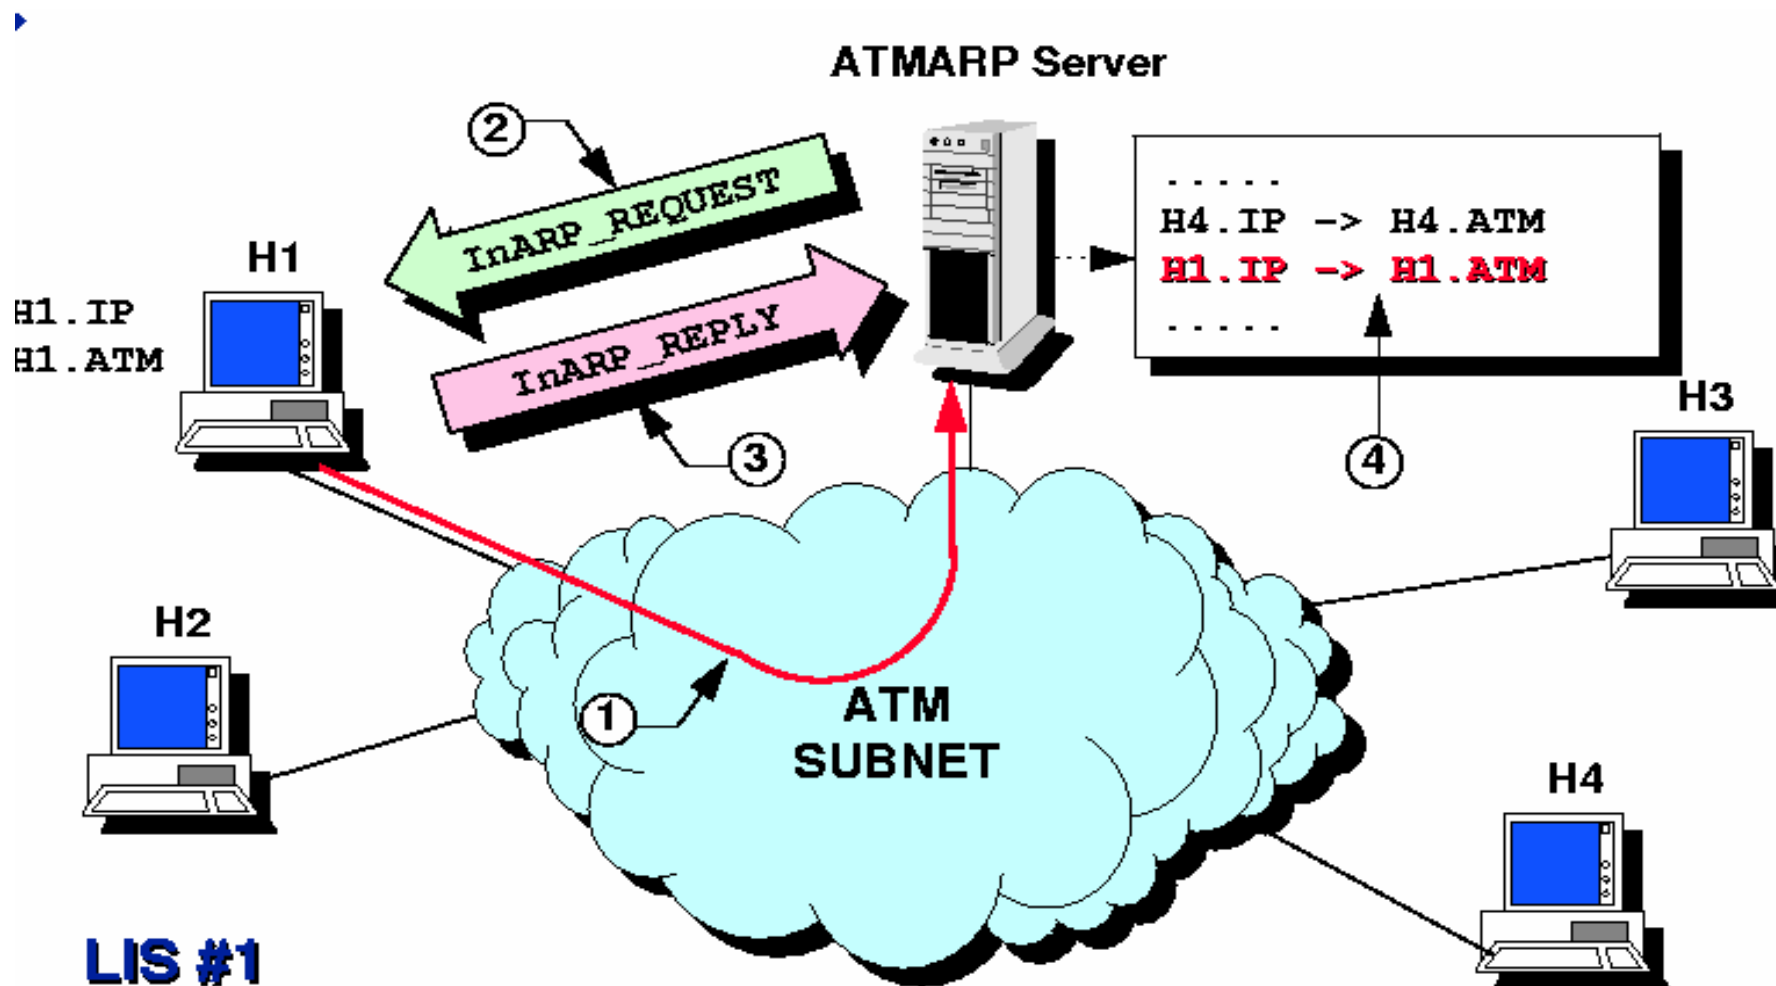 ATMARP Server
2
InARP_REQUEST
. . . . .
H4.IP -> H4.ATM
H1.IP -> H1.ATM
. . . . .
H1
H1.IP
H1.ATM
InARP_REPLY
3
4
H3
H2
1
ATM
SUBNET
H4
LIS #1